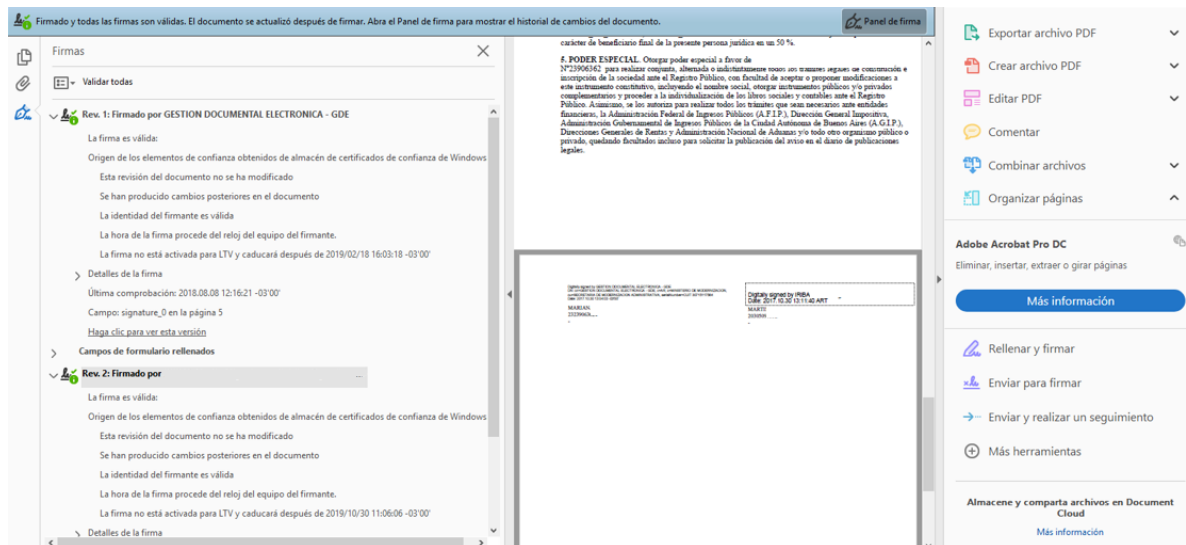 Firmado y todas las firmas son válidas. El documento se actualizó después de firmar. Abra el Panel de firma para mostrar el historial de cambios del documento.
Panel de firma
Firmas
Validar todas
Rev. 1: Firmado por GESTION DOCUMENTAL ELECTRONICA - GDE
La firma es válida:
Origen de los elementos de confianza obtenidos de almacén de certificados de confianza de Windows
Esta revisión del documento no se ha modificado
Se han producido cambios posteriores en el documento
La identidad del firmante es válida
La hora de la firma procede del reloj del equipo del firmante.
La firma no está activada para LTV y caducará después de 2019/02/18 16:03:18 -03'00'
Detalles de la firma
Última comprobación: 2018.08.08 12:16:21 -03'00'
Campo: signature_0 en la página 5
Haga clic para ver esta versión
Campos de formulario rellenados
Rev. 2: Firmado por
La firma es válida:
Origen de los elementos de confianza obtenidos de almacén de certificados de confianza de Windows
Esta revisión del documento no se ha modificado
Se han producido cambios posteriores en el documento
La identidad del firmante es válida
La hora de la firma procede del reloj del equipo del firmante.
La firma no está activada para LTV y caducará después de 2019/10/30 11:06:06 -03'00'
Detalles de la firma
carácter de beneficiario final de la presente persona jurídica en un 50 %.
5. PODER ESPECIAL. Otorgar poder especial a favor de
N°23906362 para realizar conjunta, alternada o indistintamente todos los trámites legales de constitución e
inscripción de la sociedad ante el Registro Público, con facultad de aceptar o proponer modificaciones a
este instrumento constitutivo, incluyendo el nombre social, otorgar instrumentos públicos y/o privados
complementarios y proceder a la individualización de los libros sociales y contables ante el Registro
Público. Asimismo, se los autoriza para realizar todos los trámites que sean necesarios ante entidades
financieras, la Administración Federal de Ingresos Públicos (A.F.I.P.), Dirección General Impositiva,
Administración Gubernamental de Ingresos Públicos de la Ciudad Autónoma de Buenos Aires (A.G.I.P.),
Direcciones Generales de Rentas y Administración Nacional de Aduanas y/o todo otro organismo público o
privado, quedando facultados incluso para solicitar la publicación del aviso en el diario de publicaciones
legales.
Digitally signed by GESTION DOCUMENTAL ELECTRONICA - GDE
MARIAN
Digitally signed by IRIBA
Date: 2017.10.30 13:11:40 ART
MARTE
Exportar archivo PDF
Crear archivo PDF
Editar PDF
Comentar
Combinar archivos
Organizar páginas
Adobe Acrobat Pro DC
Eliminar, insertar, extraer o girar páginas
Más información
Rellenar y firmar
Enviar para firmar
Enviar y realizar un seguimiento
Más herramientas
Almacene y comparta archivos en Document
Cloud
Más información